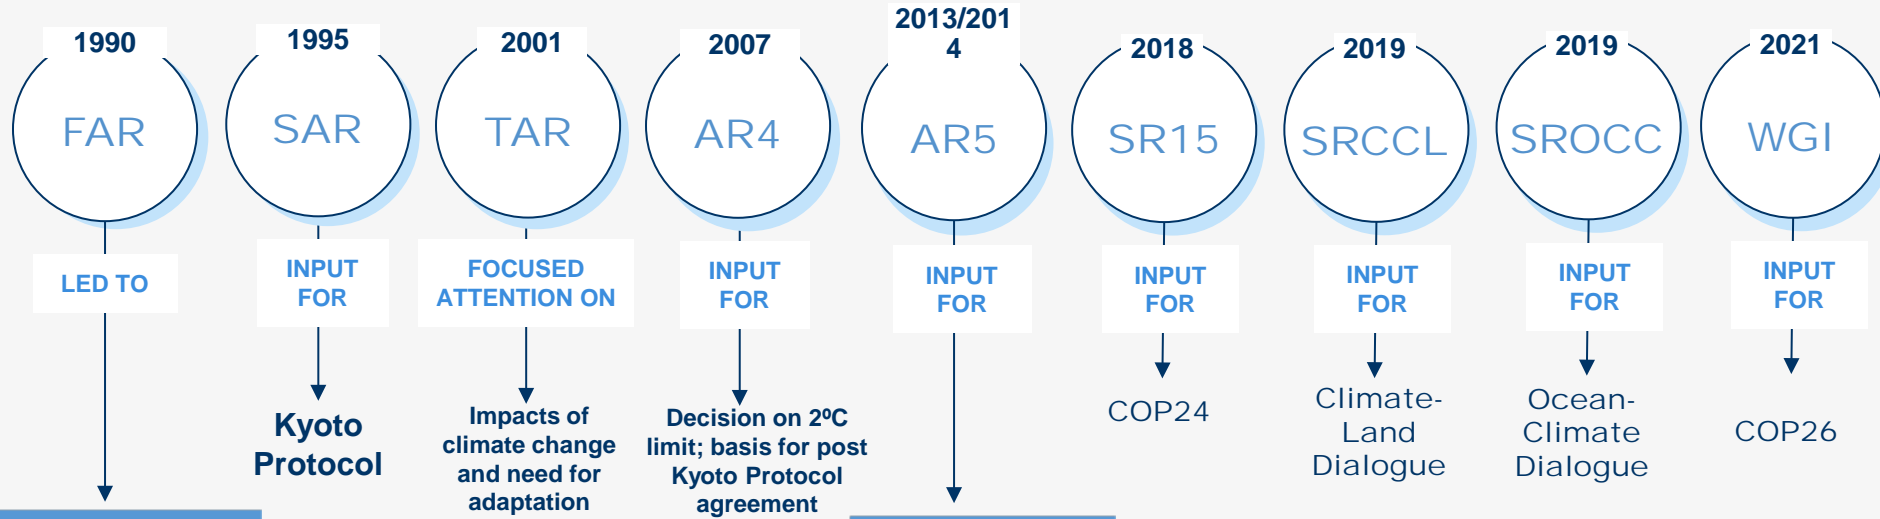 1990
FAR
LED TO
1995
SAR
INPUT
FOR
Kyoto
Protocol
2001
TAR
FOCUSED
ATTENTION ON
Impacts of
climate change
and need for
adaptation
2007
AR4
INPUT
FOR
Decision on 2ºC
limit; basis for post
Kyoto Protocol
agreement
2013/201
4
AR5
INPUT
FOR
2018
SR15
INPUT
FOR
COP24
2019
SRCCL
INPUT
FOR
Climate-
Land
Dialogue
2019
SROCC
INPUT
FOR
Ocean-
Climate
Dialogue
2021
WGI
INPUT
FOR
COP26